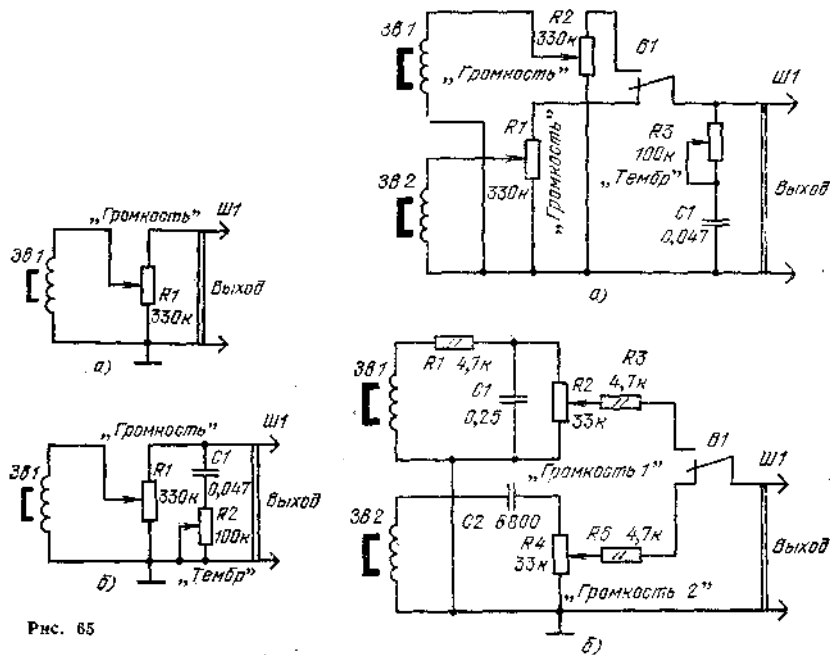 „Громкость”
Ш1
Зв1
R1
330к
Выход
а)
„Громкость”
Ш1
Зв1
R1
330к
C1
0,047
R2
100к
Выход
б)
„Тембр”
Рис. 65
Зв1
R2
330к
В1
Ш1
„Громкость”
R1
330к
„Громкость”
R3
100к
„Тембр”
Зв2
C1
0,047
Выход
а)
Зв1
R1 4,7к
C1
0,25
R2
33к
R3
4,7к
В1
Ш1
„Громкость 1”
Зв2
C2 6800
R4
33к
R5 4,7к
Выход
„Громкость 2”
б)